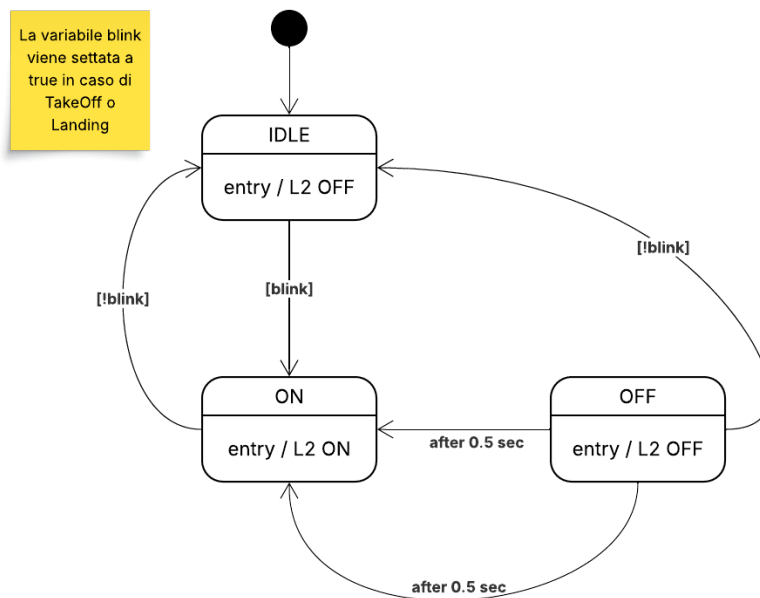 La variabile blink
viene settata a
true in caso di
TakeOff o
Landing
IDLE
entry / L2 OFF
[!blink]
[blink]
[!blink]
ON
entry / L2 ON
after 0.5 sec
OFF
entry / L2 OFF
after 0.5 sec